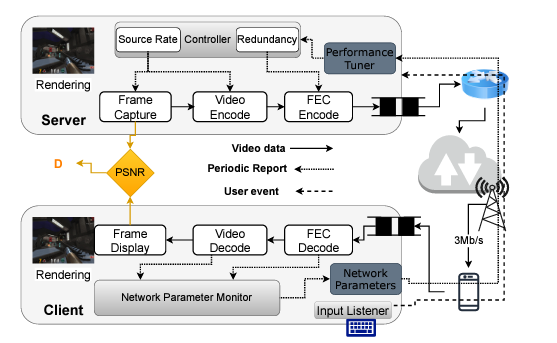 Source Rate
Controller
Redundancy
Performance
Tuner
Rendering
Frame
Capture
Video
Encode
FEC
Encode
Server
Video data
Periodic Report
User event
D
PSNR
Frame
Display
Video
Decode
FEC
Decode
3Mb/s
Rendering
Network Parameter Monitor
Network
Parameters
Client
Input Listener